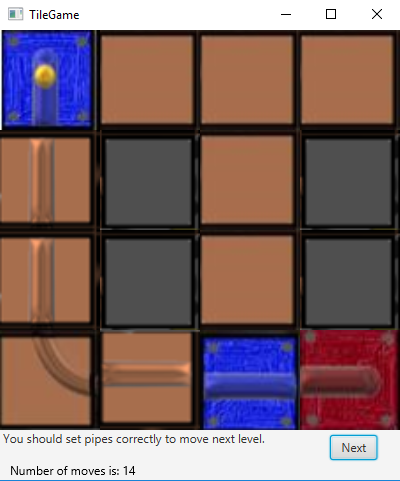 TileGame
You should set pipes correctly to move next level.
Next
Number of moves is: 14